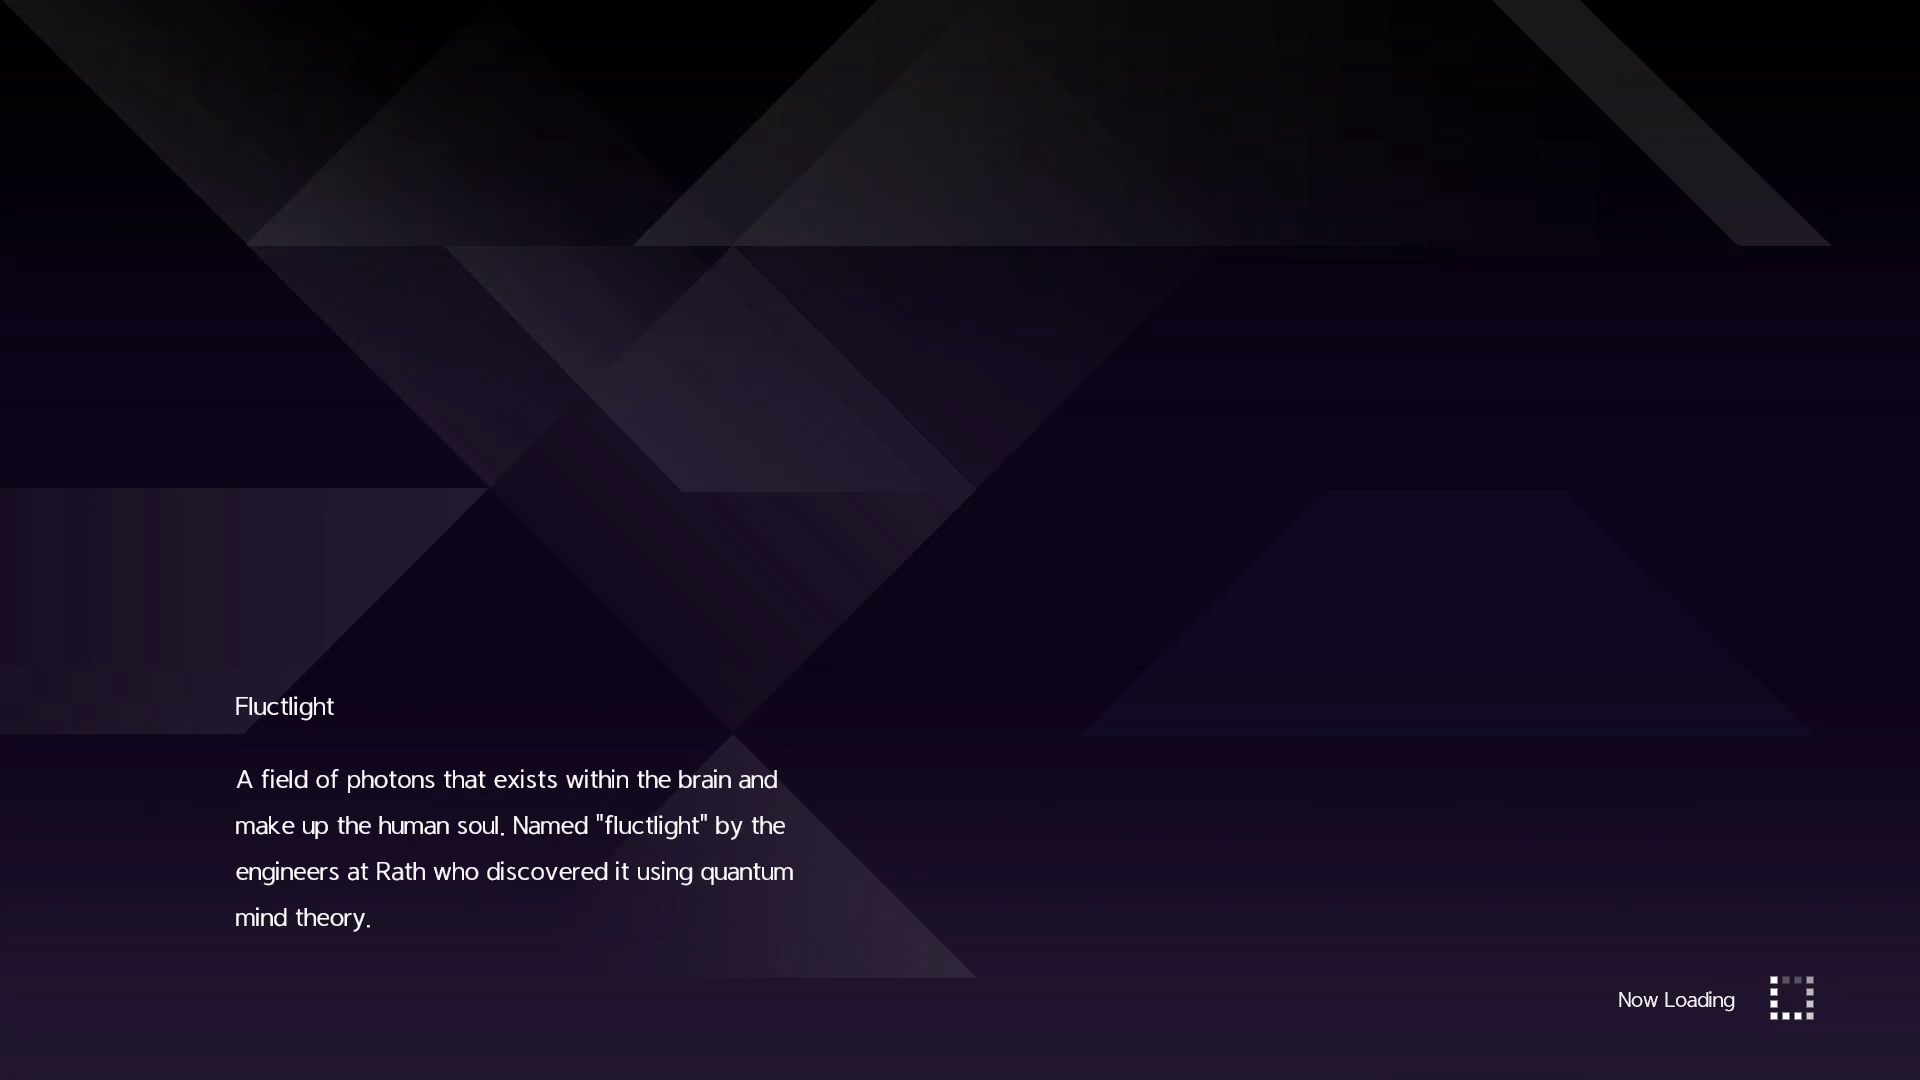 Fluctlight
A field of photons that exists within the brain and
make up the human soul. Named "fluctlight" by the
engineers at Rath who discovered it using quantum
mind theory.
Now Loading